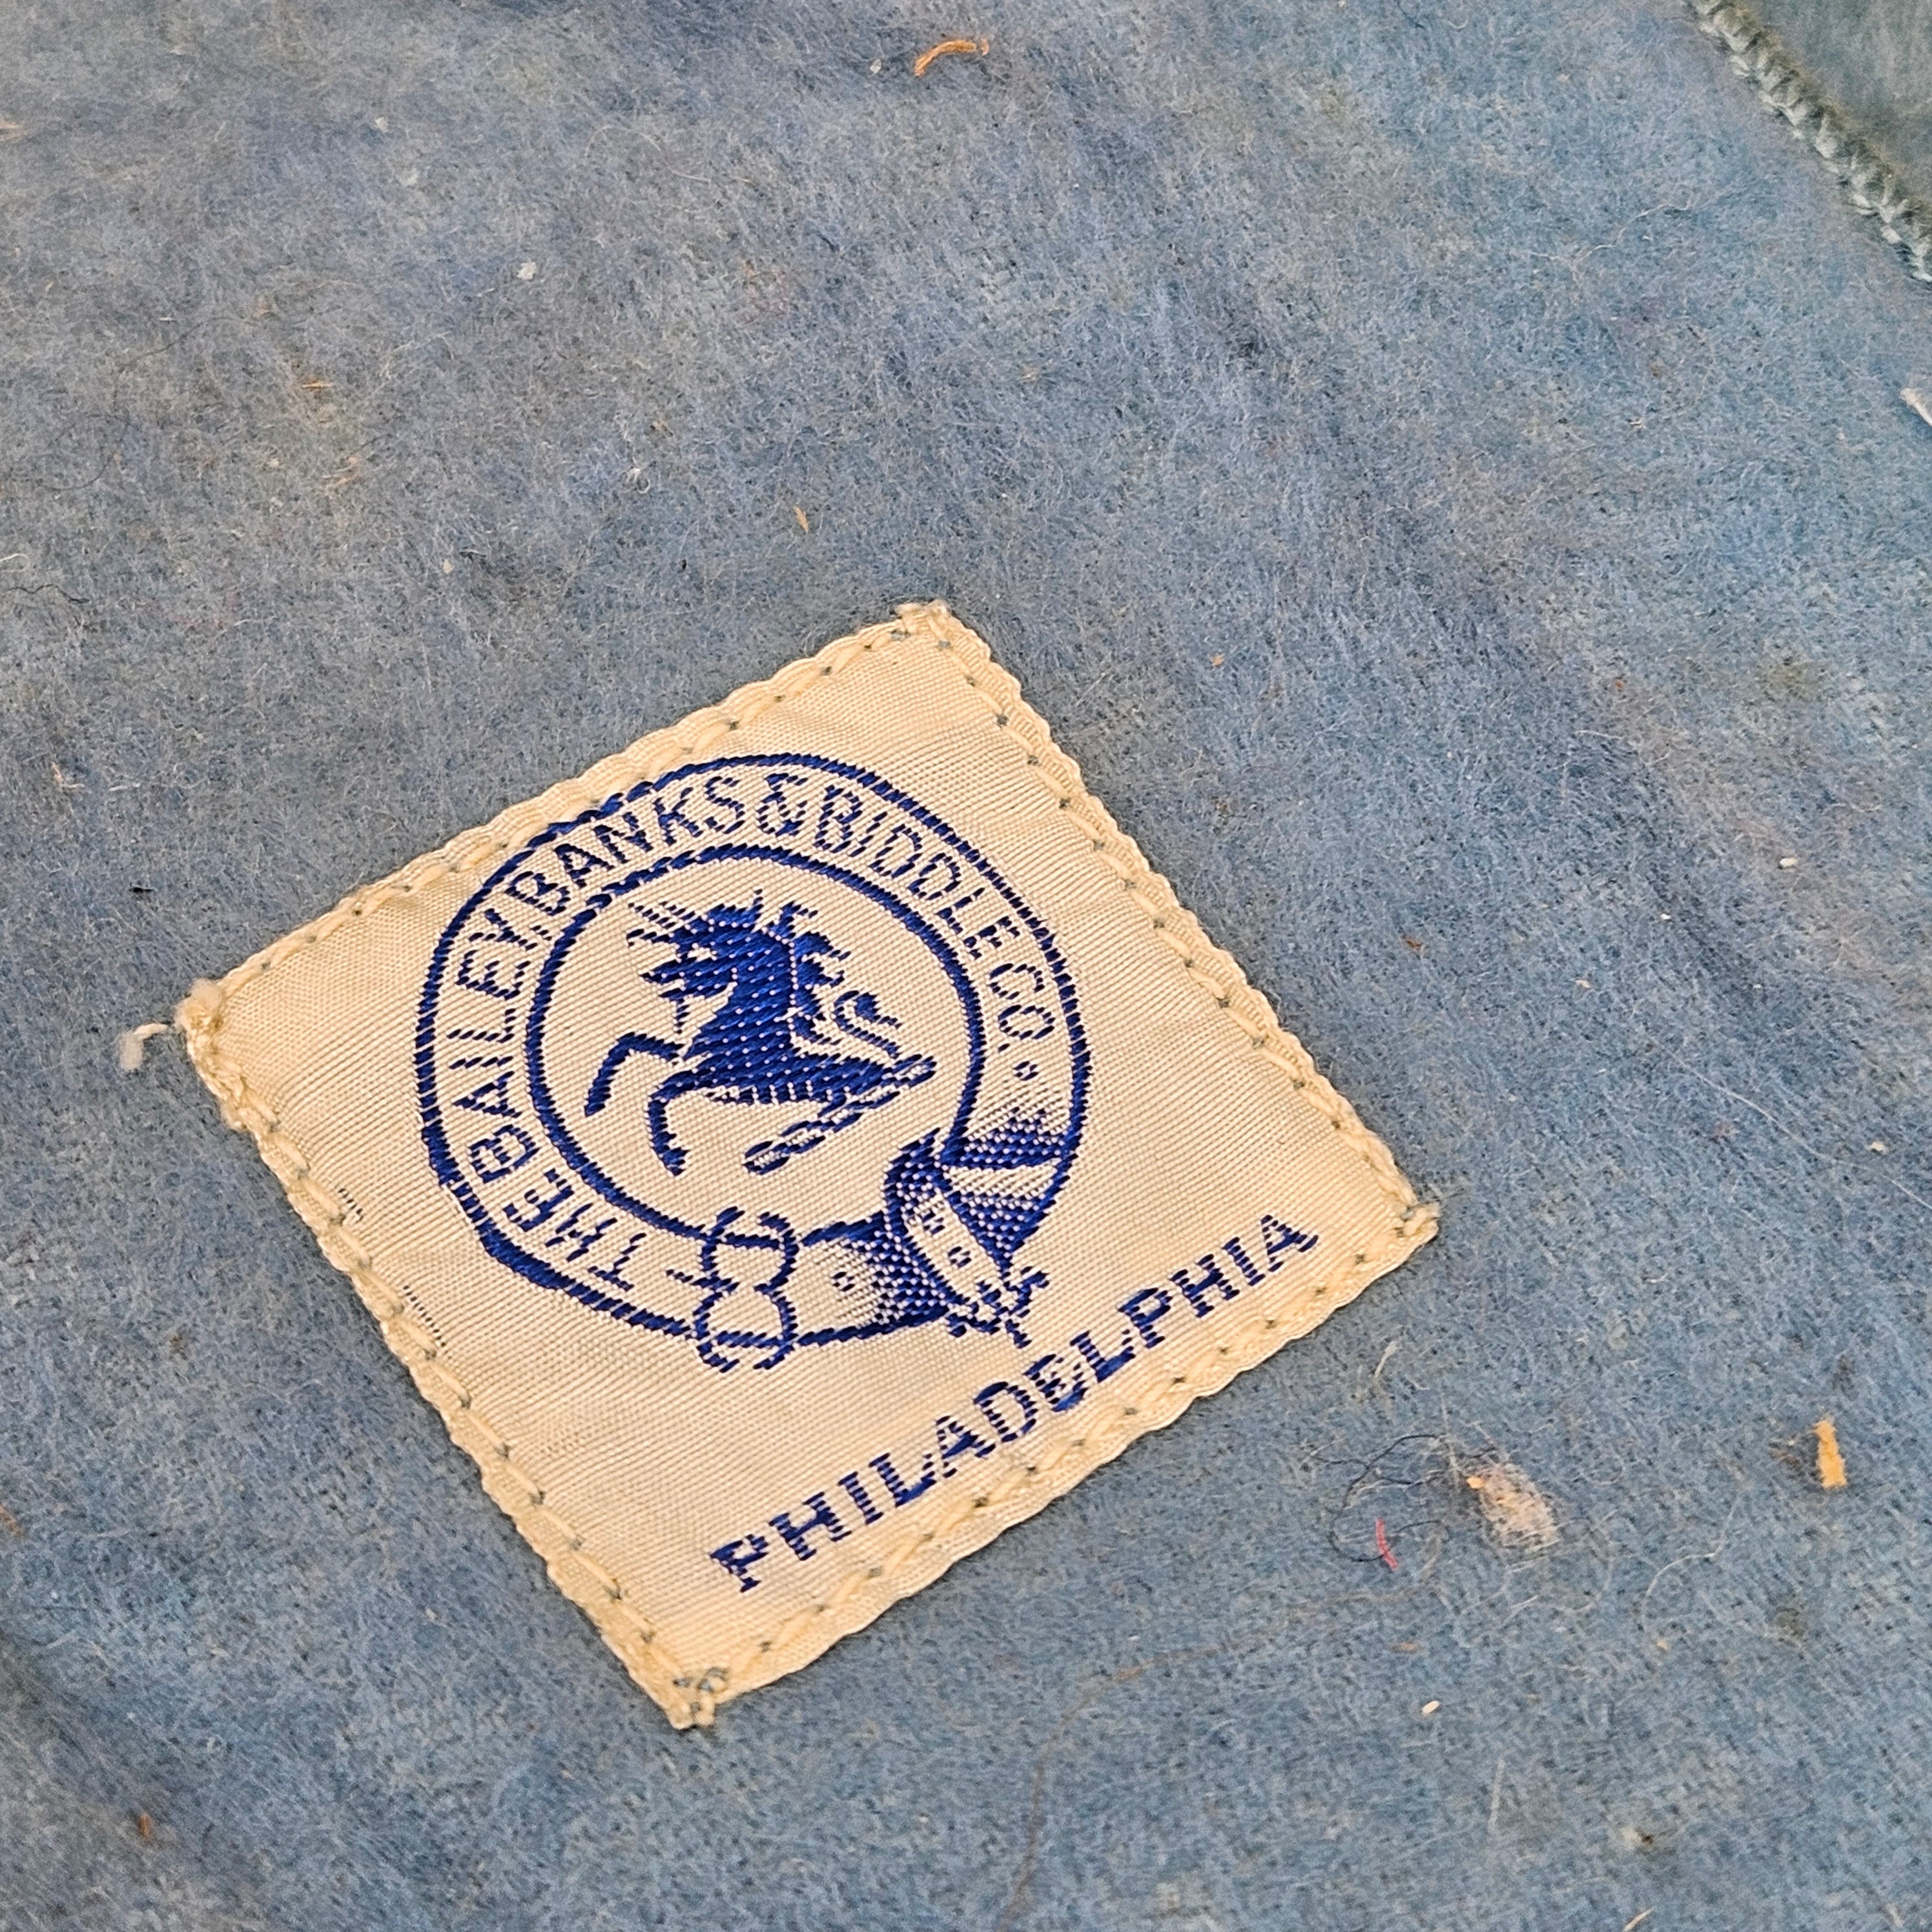 THE BAILEY BANKS & BIDDLE CO.
PHILADELPHIA